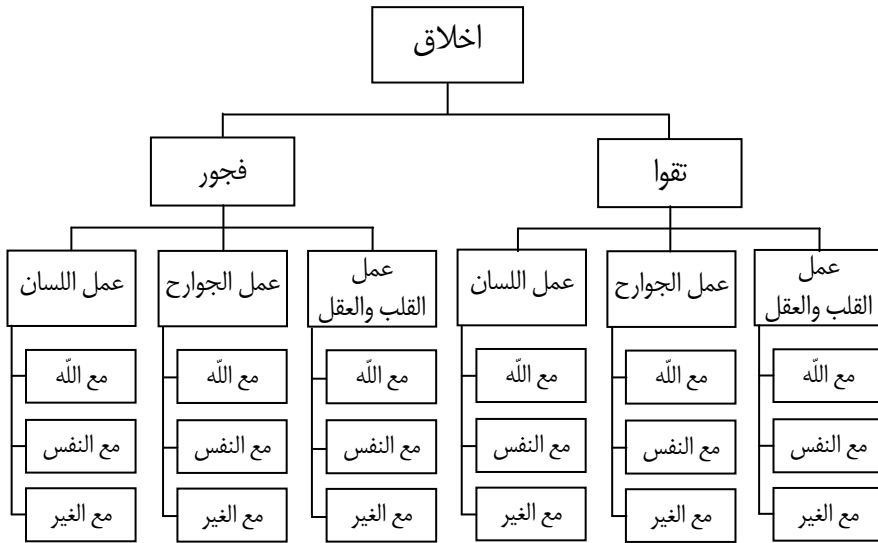 اخلاق
تقوا
فجور
عمل
القلب والعقل
عمل الجوارح
عمل اللسان
عمل
القلب والعقل
عمل الجوارح
عمل اللسان
مع اللّه
مع اللّه
مع اللّه
مع اللّه
مع اللّه
مع اللّه
مع النفس
مع النفس
مع النفس
مع النفس
مع النفس
مع النفس
مع الغير
مع الغير
مع الغير
مع الغير
مع الغير
مع الغير